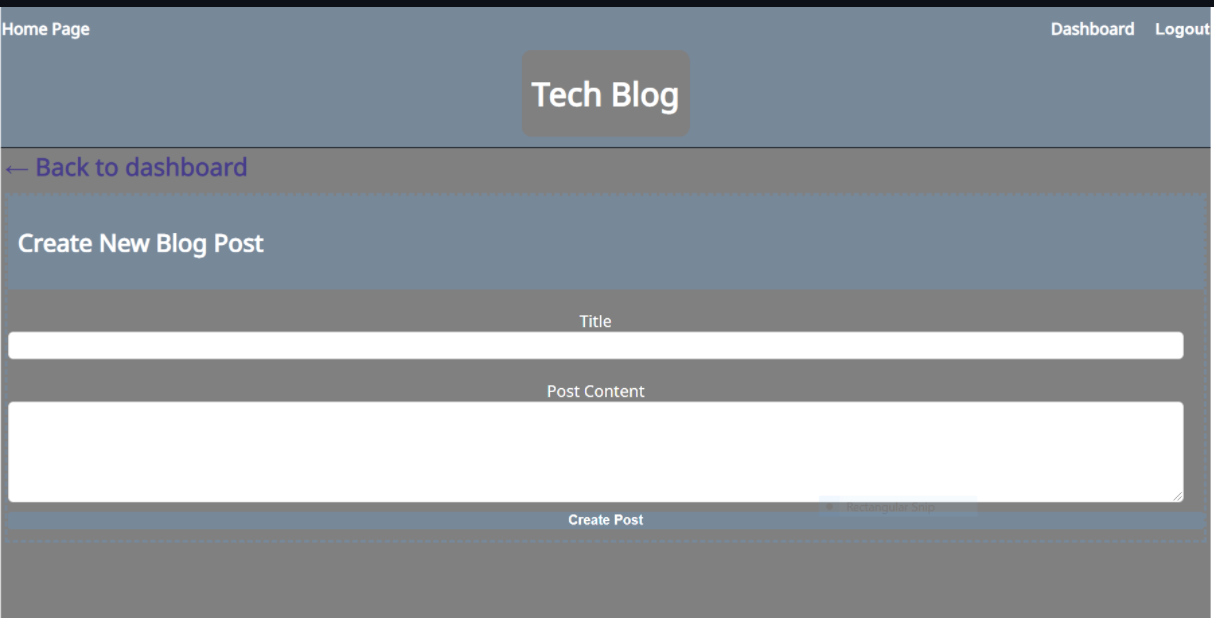 Home Page Dashboard Logout
Tech Blog
← Back to dashboard
Create New Blog Post
Title
Post Content
Rectangular Snip
Create Post